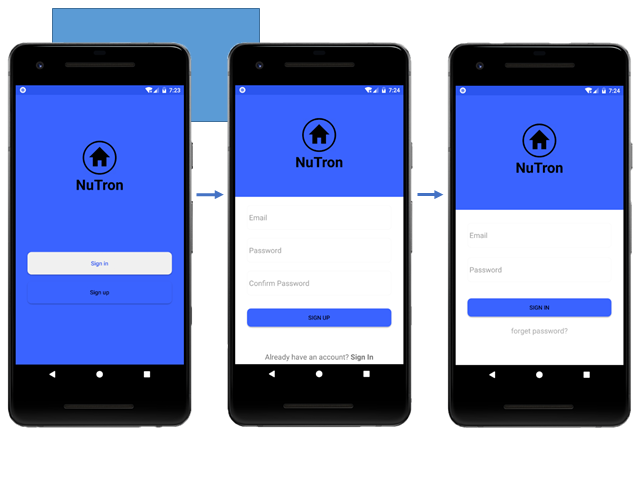 7:23
NuTron
Sign in
Sign up
7:24
NuTron
Email
Password
Confirm Password
SIGN UP
Already have an account? Sign In
7:24
NuTron
Email
Password
SIGN IN
forget password?